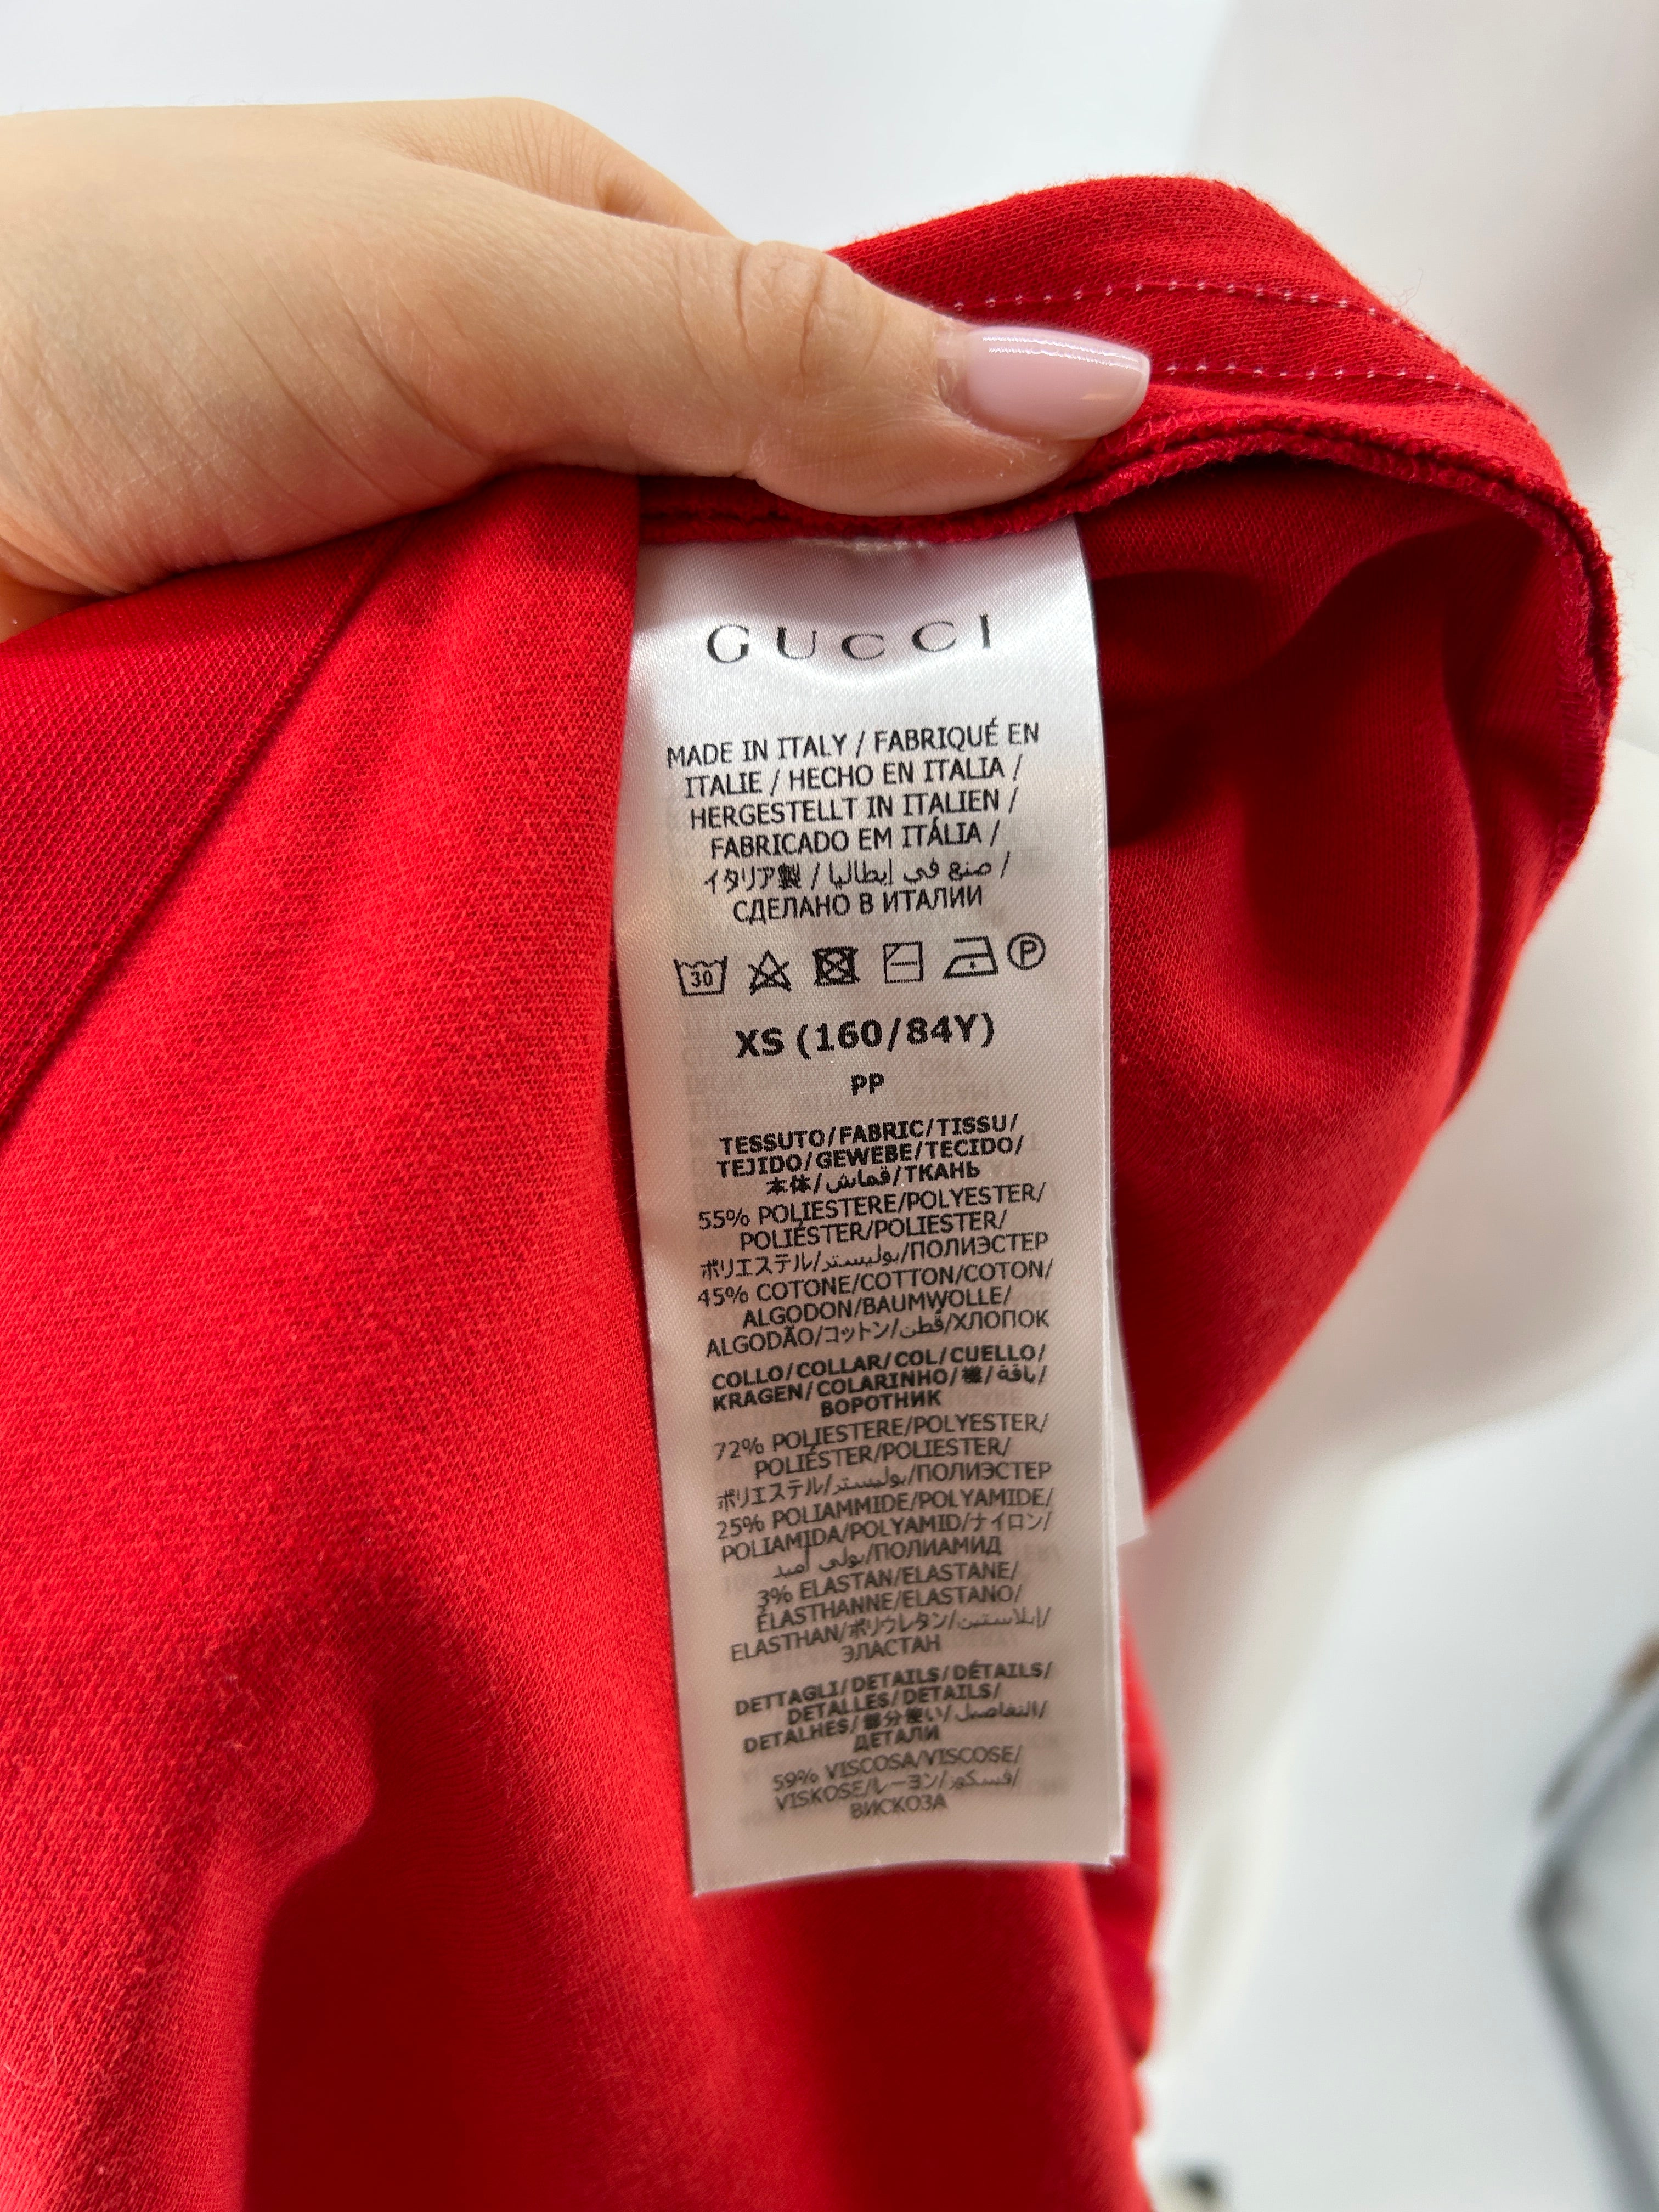 GUCCI
MADE IN ITALY / FABRIQUÉ EN
ITALIE / HECHO EN ITALIA /
HERGESTELLT IN ITALIEN /
FABRICADO EM ITÁLIA /
イタリア製 / صنع في إيطاليا /
СДЕЛАНО В ИТАЛИИ
30 P
XS (160/84Y)
PP
TESSUTO/FABRIC/TISSU/
TEJIDO/GEWEBE/TECIDO/
本体/قماش/ТКАНЬ
55% POLIESTERE/POLYESTER/
POLIÉSTER/POLIESTER/
ポリエステル/بوليستر/ПОЛИЭСТЕР
45% COTONE/COTTON/COTON/
ALGODON/BAUMWOLLE/
ALGODÃO/コットン/قطن/ХЛОПОК
COLLO/COLLAR/COL/CUELLO/
KRAGEN/COLARINHO/襟/ياقة/
ВОРОТНИК
72% POLIESTERE/POLYESTER/
POLIÉSTER/POLIESTER/
ポリエステル/بوليستر/ПОЛИЭСТЕР
25% POLIAMMIDE/POLYAMIDE/
POLIAMIDA/POLYAMID/ナイロン/
بولي أميد/ПОЛИАМИД
3% ELASTAN/ELASTANE/
ÉLASTHANNE/ELASTANO/
ELASTHAN/ポリウレタン/إيلاستين/
ЭЛАСТАН
DETTAGLI/DETAILS/DÉTAILS/
DETALLES/DETAILS/
DETALHES/部分使い/التفاصيل/
ДЕТАЛИ
59% VISCOSA/VISCOSE/
VISKOSE/レーヨン/فسكوز/
ВИСКОЗА